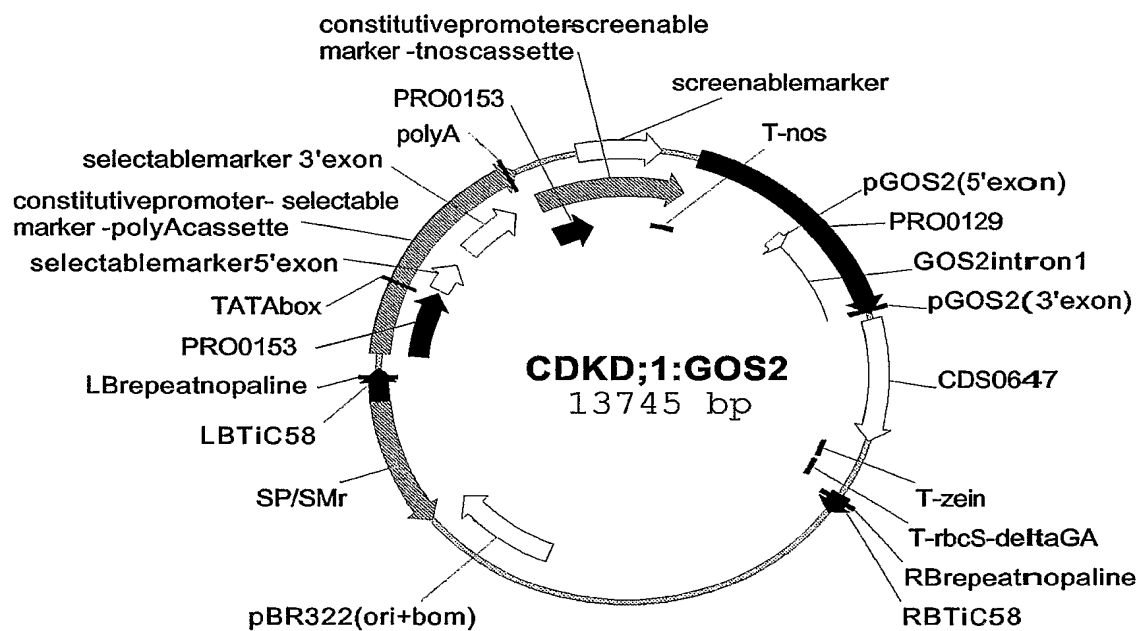 constitutivepromoter-screenable
marker -tnoscassette
screenablemarker
PRO0153
polyA
T-nos
selectablemarker 3'exon
pGOS2(5'exon)
constitutivepromoter- selectable
marker -polyAcassette
PRO0129
selectablemarker5'exon
GOS2intron1
TATAbox
pGOS2(3'exon)
PRO0153
CDKD;1:GOS2
13745 bp
LBrepeatnopaline
CDS0647
LBTiC58
SP/SMr
T-zein
T-rbcS-deltaGA
RBrepeatnopaline
pBR322(ori+bom)
RBTiC58